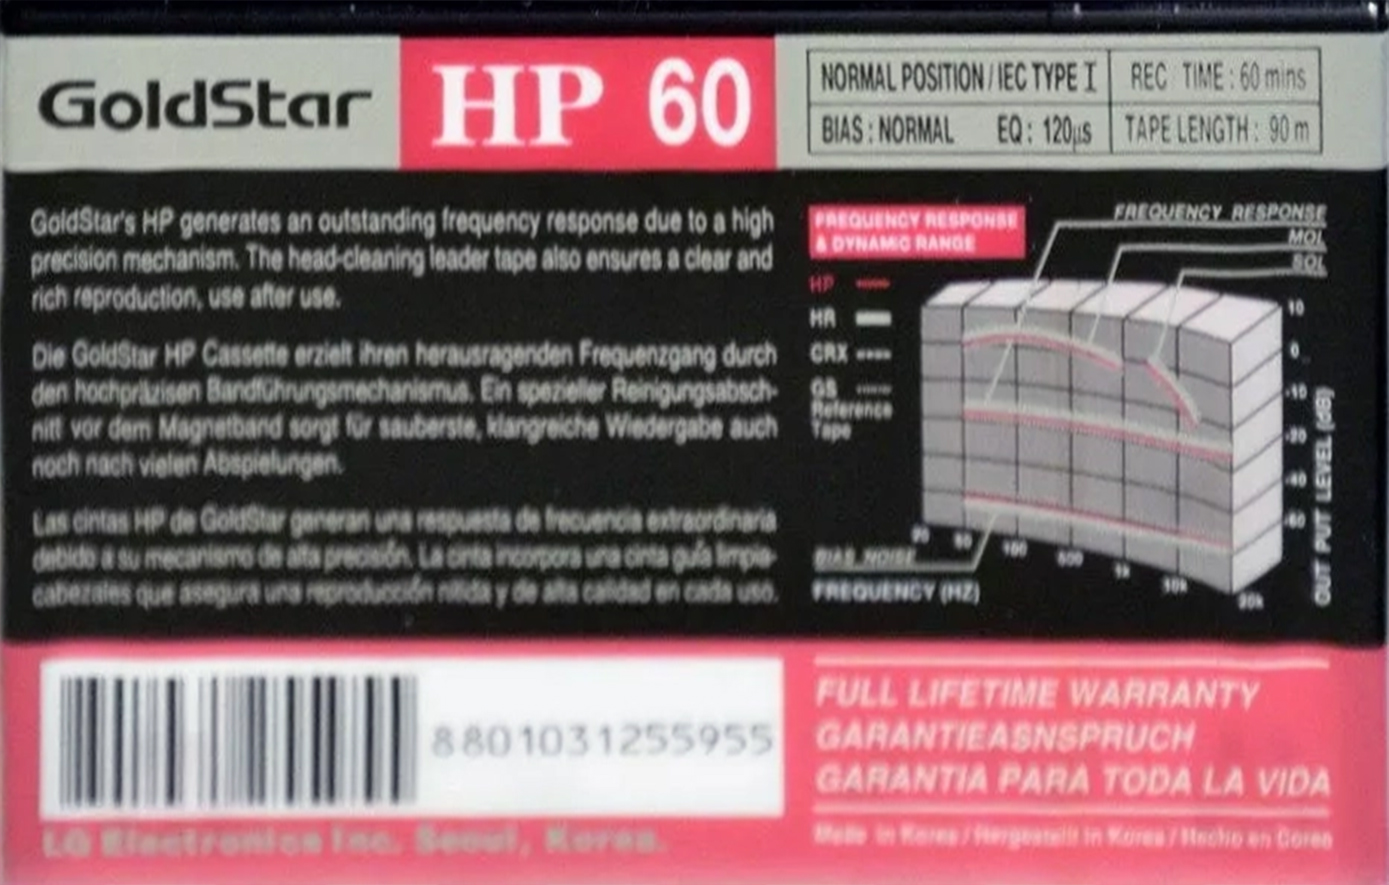 GoldStar HP 60
NORMAL POSITION / IEC TYPE I REC TIME : 60 mins
BIAS : NORMAL EQ : 120μs TAPE LENGTH : 90 m
GoldStar's HP generates an outstanding frequency response due to a high
precision mechanism. The head-cleaning leader tape also ensures a clear and
rich reproduction, use after use.
Die GoldStar HP Cassette erzielt ihren herausragenden Frequenzgang durch
den hochpräzisen Bandführungsmechanismus. Ein spezieller Reinigungsabsch-
nitt vor dem Magnetband sorgt für sauberste, klangreiche Wiedergabe auch
noch nach vielen Abspielungen.
Las cintas HP de GoldStar generan una respuesta de frecuencia extraordinaria
debido a su mecanismo de alta precisión. La cinta incorpora una cinta guía limpia-
cabezales que asegura una reproducción nítida y de alta calidad en cada uso.
FREQUENCY RESPONSE
& DYNAMIC RANGE
HP
HR
CRX
GS
Reference
Tape
FREQUENCY RESPONSE
MOL
SOL
10
0
-10
-20
-40
-60
OUT PUT LEVEL (dB)
20 50 100 500 1k 10k 20k
BIAS NOISE
FREQUENCY (HZ)
8801031255955
LG Electronics Inc. Seoul, Korea.
FULL LIFETIME WARRANTY
GARANTIEASNSPRUCH
GARANTIA PARA TODA LA VIDA
Made in Korea / Hergestellt in Korea / Hecho en Corea